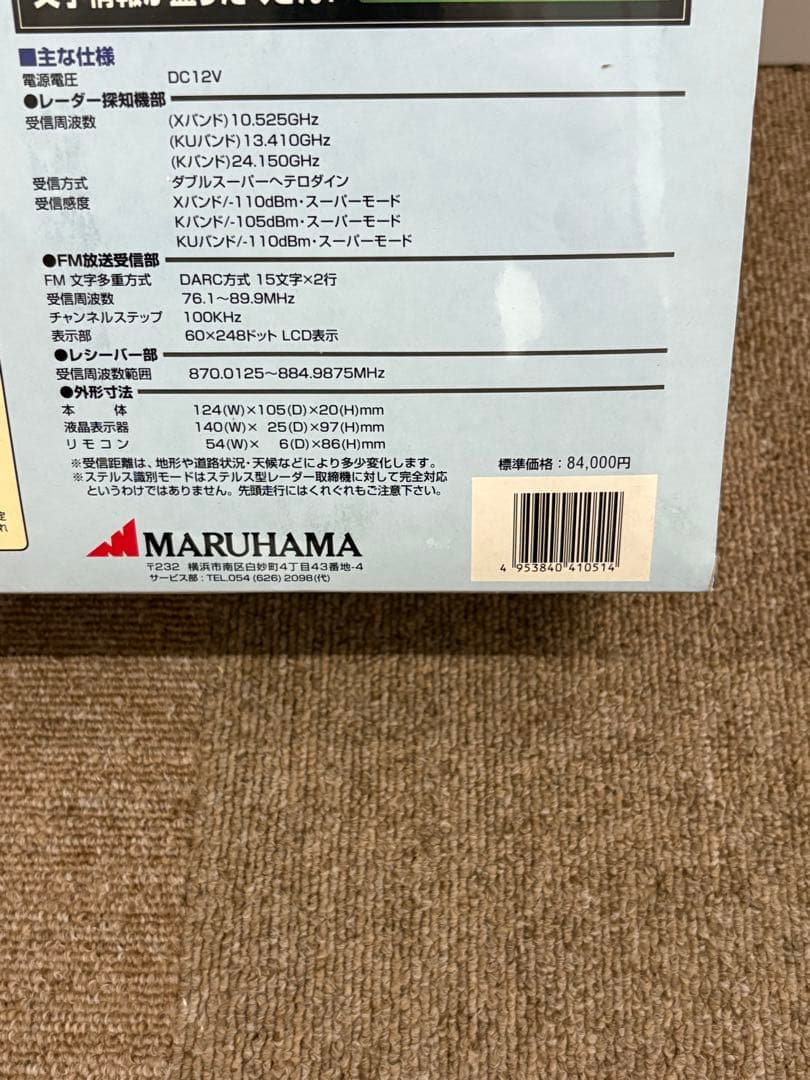 ■主な仕様
電源電圧 DC12V
●レーダー探知機部
受信周波数 (Xバンド)10.525GHz
(KUバンド)13.410GHz
(Kバンド)24.150GHz
受信方式 ダブルスーパーヘテロダイン
受信感度 Xバンド/-110dBm・スーパーモード
Kバンド/-105dBm・スーパーモード
KUバンド/-110dBm・スーパーモード
●FM放送受信部
FM 文字多重方式 DARC方式 15文字×2行
受信周波数 76.1〜89.9MHz
チャンネルステップ 100KHz
表示部 60×248ドット LCD表示
●レシーバー部
受信周波数範囲 870.0125〜884.9875MHz
●外形寸法
本体 124(W)×105(D)×20(H)mm
液晶表示器 140(W)× 25(D)×97(H)mm
リモコン 54(W)× 6(D)×86(H)mm
※受信距離は、地形や道路状況・天候などにより多少変化します。
※ステルス識別モードはステルス型レーダー取締機に対して完全対応
というわけではありません。先頭走行にはくれぐれもご注意下さい。
標準価格：84,000円
4 953840 410514
MARUHAMA
〒232 横浜市南区白妙町4丁目43番地-4
サービス部：TEL.054(626)2098(代)